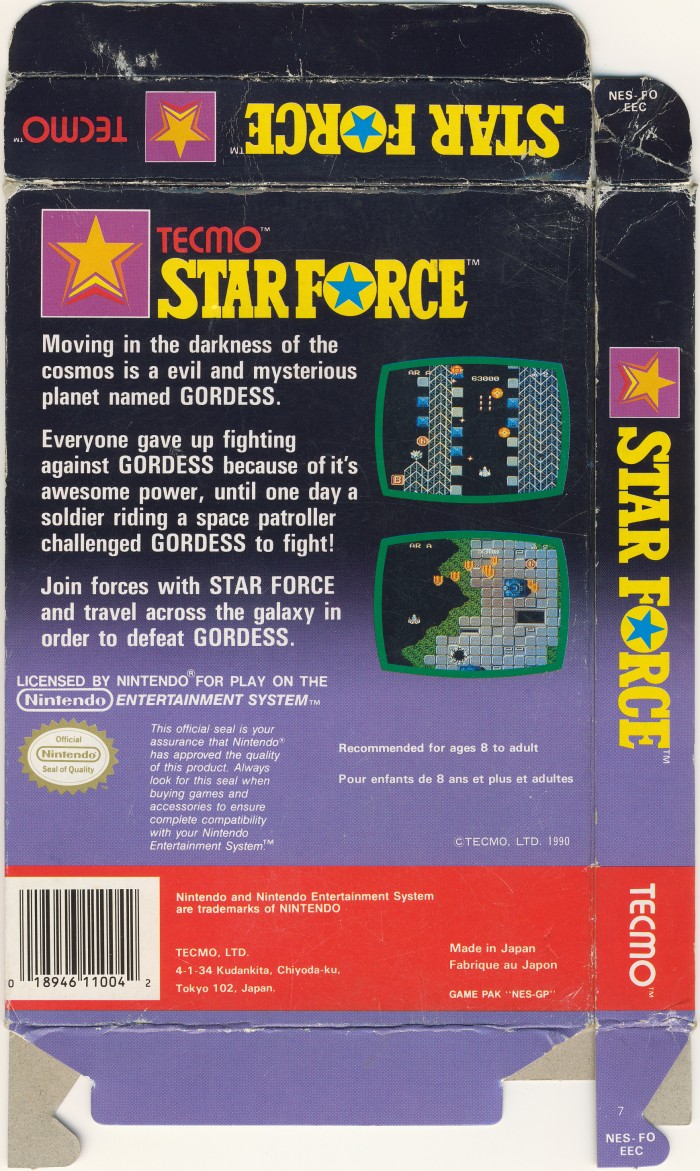 TECMO™
STAR FORCE™
NES-FO
EEC
TECMO™
STAR FORCE™
Moving in the darkness of the
cosmos is a evil and mysterious
planet named GORDESS.
Everyone gave up fighting
against GORDESS because of it's
awesome power, until one day a
soldier riding a space patroller
challenged GORDESS to fight!
Join forces with STAR FORCE
and travel across the galaxy in
order to defeat GORDESS.
AR A
63000
AR A
LICENSED BY NINTENDO® FOR PLAY ON THE
Nintendo ENTERTAINMENT SYSTEM™
Official
Nintendo
Seal of Quality
This official seal is your
assurance that Nintendo®
has approved the quality
of this product. Always
look for this seal when
buying games and
accessories to ensure
complete compatibility
with your Nintendo
Entertainment System™
Recommended for ages 8 to adult
Pour enfants de 8 ans et plus et adultes
©TECMO, LTD. 1990
0 18946 11004 2
Nintendo and Nintendo Entertainment System
are trademarks of NINTENDO
TECMO, LTD.
4-1-34 Kudankita, Chiyoda-ku,
Tokyo 102, Japan.
Made in Japan
Fabrique au Japon
GAME PAK "NES-GP"
STAR FORCE™
TECMO™
7
NES-FO
EEC